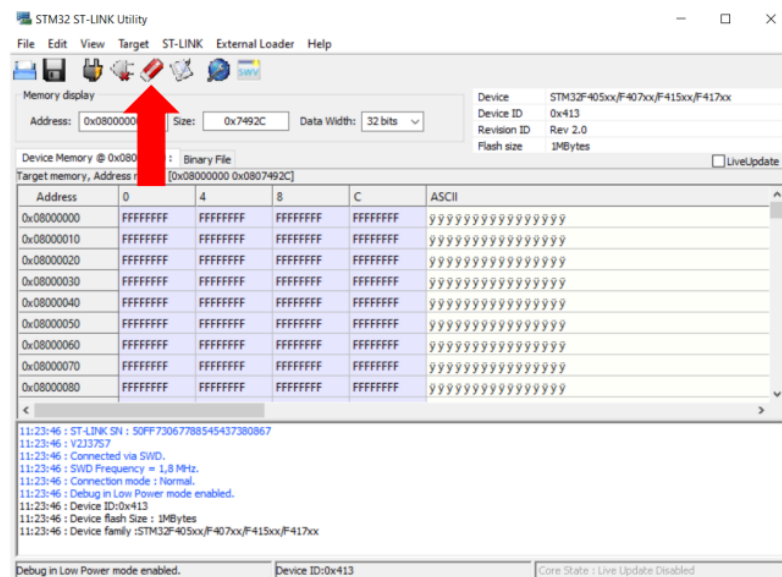 STM32 ST-LINK Utility
File Edit View Target ST-LINK External Loader Help
SWV
Memory display
Address: 0x080000 Size: 0x7492C Data Width: 32 bits
Device STM32F405xx/F407xx/F415xx/F417xx
Device ID 0x413
Revision ID Rev 2.0
Flash size 1MBytes
Device Memory @ 0x080 : Binary File
LiveUpdate
Target memory, Address [0x08000000 0x0807492C]
Address 0 4 8 C ASCII
0x08000000 FFFFFFFF FFFFFFFF FFFFFFFF FFFFFFFF ÿÿÿÿÿÿÿÿÿÿÿÿÿÿÿÿ
0x08000010 FFFFFFFF FFFFFFFF FFFFFFFF FFFFFFFF ÿÿÿÿÿÿÿÿÿÿÿÿÿÿÿÿ
0x08000020 FFFFFFFF FFFFFFFF FFFFFFFF FFFFFFFF ÿÿÿÿÿÿÿÿÿÿÿÿÿÿÿÿ
0x08000030 FFFFFFFF FFFFFFFF FFFFFFFF FFFFFFFF ÿÿÿÿÿÿÿÿÿÿÿÿÿÿÿÿ
0x08000040 FFFFFFFF FFFFFFFF FFFFFFFF FFFFFFFF ÿÿÿÿÿÿÿÿÿÿÿÿÿÿÿÿ
0x08000050 FFFFFFFF FFFFFFFF FFFFFFFF FFFFFFFF ÿÿÿÿÿÿÿÿÿÿÿÿÿÿÿÿ
0x08000060 FFFFFFFF FFFFFFFF FFFFFFFF FFFFFFFF ÿÿÿÿÿÿÿÿÿÿÿÿÿÿÿÿ
0x08000070 FFFFFFFF FFFFFFFF FFFFFFFF FFFFFFFF ÿÿÿÿÿÿÿÿÿÿÿÿÿÿÿÿ
0x08000080 FFFFFFFF FFFFFFFF FFFFFFFF FFFFFFFF ÿÿÿÿÿÿÿÿÿÿÿÿÿÿÿÿ
11:23:46 : ST-LINK SN : 50FF73067788545437380867
11:23:46 : V2J37S7
11:23:46 : Connected via SWD.
11:23:46 : SWD Frequency = 1,8 MHz.
11:23:46 : Connection mode : Normal.
11:23:46 : Debug in Low Power mode enabled.
11:23:46 : Device ID:0x413
11:23:46 : Device flash Size : 1MBytes
11:23:46 : Device family :STM32F405xx/F407xx/F415xx/F417xx
Debug in Low Power mode enabled. Device ID:0x413 Core State : Live Update Disabled